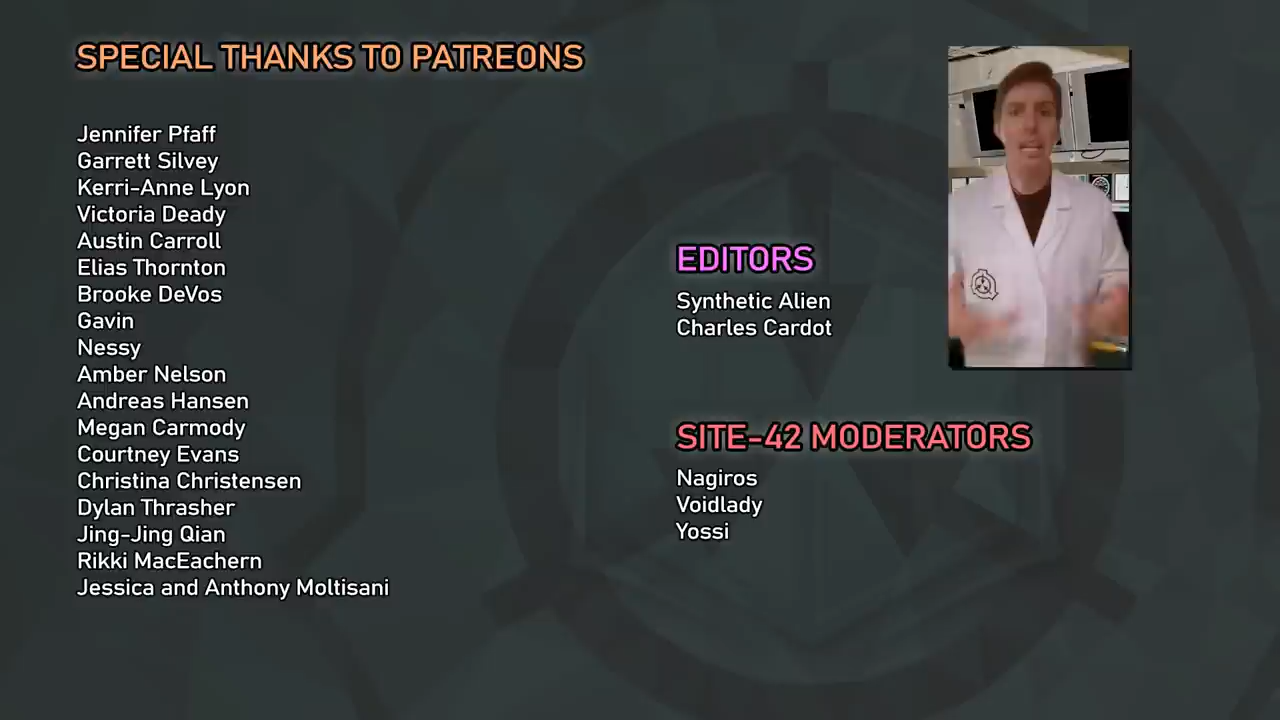 SPECIAL THANKS TO PATREONS
Jennifer Pfaff
Garrett Silvey
Kerri-Anne Lyon
Victoria Deady
Austin Carroll
Elias Thornton
Brooke DeVos
Gavin
Nessy
Amber Nelson
Andreas Hansen
Megan Carmody
Courtney Evans
Christina Christensen
Dylan Thrasher
Jing-Jing Qian
Rikki MacEachern
Jessica and Anthony Moltisani
EDITORS
Synthetic Alien
Charles Cardot
SITE-42 MODERATORS
Nagiros
Voidlady
Yossi